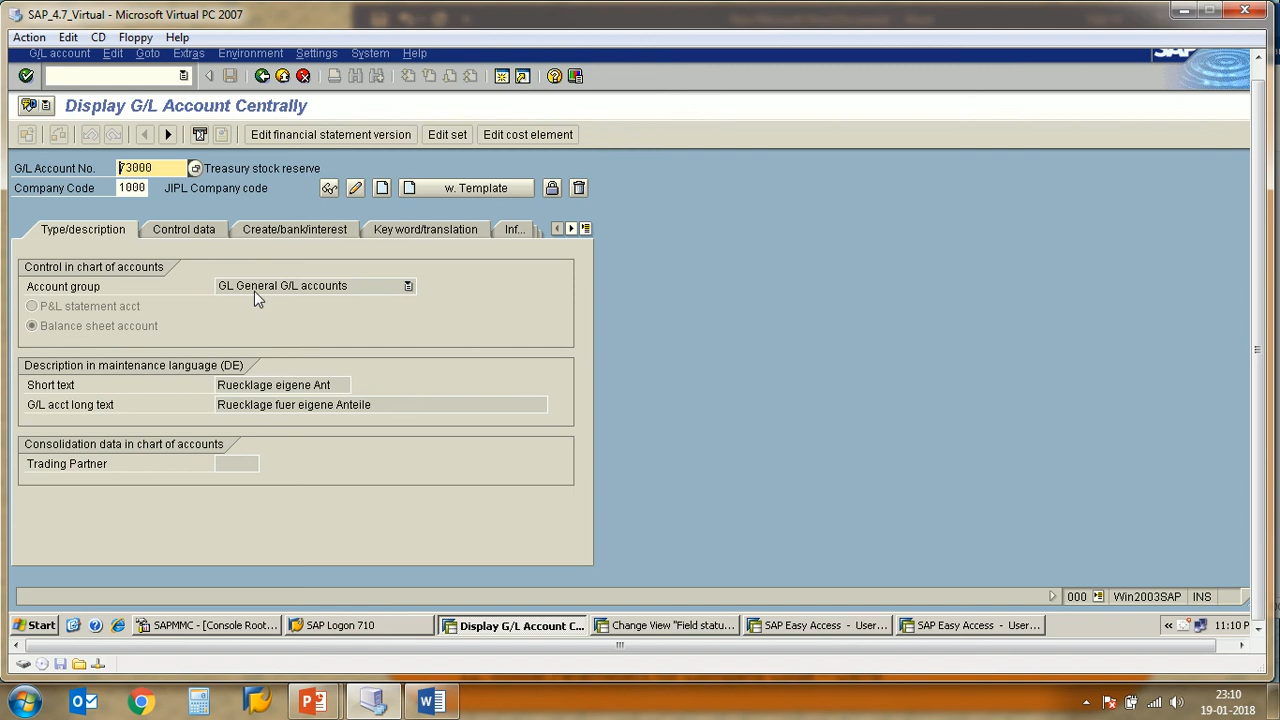 SAP_4.7_Virtual - Microsoft Virtual PC 2007
Action Edit CD Floppy Help
G/L account Edit Goto Extras Environment Settings System Help
SAP
Display G/L Account Centrally
Edit financial statement version Edit set Edit cost element
G/L Account No. 73000 Treasury stock reserve
Company Code 1000 JIPL Company code w. Template
Type/description Control data Create/bank/interest Key word/translation Inf...
Control in chart of accounts
Account group GL General G/L accounts
P&L statement acct
Balance sheet account
Description in maintenance language (DE)
Short text Ruecklage eigene Ant
G/L acct long text Ruecklage fuer eigene Anteile
Consolidation data in chart of accounts
Trading Partner
000 Win2003SAP INS
Start SAPMMC - [Console Root... SAP Logon 710 Display G/L Account C... Change View "Field statu... SAP Easy Access - User... SAP Easy Access - User... « 11:10 P
23:10
19-01-2018